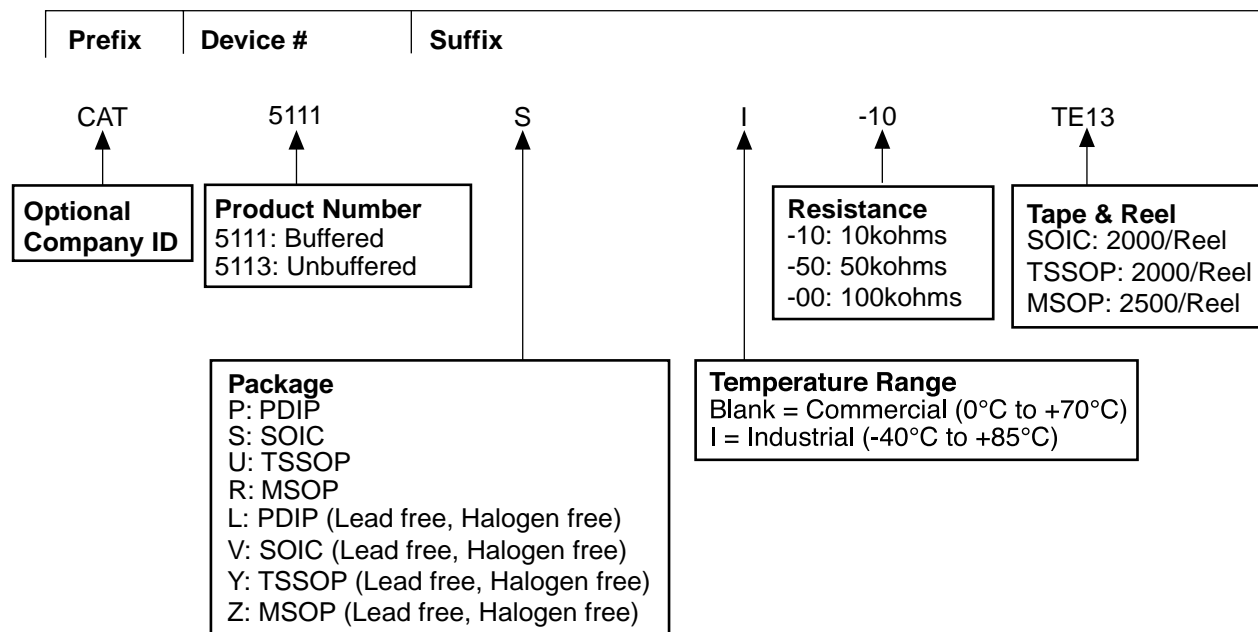 Prefix Device # Suffix
CAT 5111 S I -10 TE13
Optional
Company ID
Product Number
5111: Buffered
5113: Unbuffered
Resistance
-10: 10kohms
-50: 50kohms
-00: 100kohms
Tape & Reel
SOIC: 2000/Reel
TSSOP: 2000/Reel
MSOP: 2500/Reel
Package
P: PDIP
S: SOIC
U: TSSOP
R: MSOP
L: PDIP (Lead free, Halogen free)
V: SOIC (Lead free, Halogen free)
Y: TSSOP (Lead free, Halogen free)
Z: MSOP (Lead free, Halogen free)
Temperature Range
Blank = Commercial (0°C to +70°C)
I = Industrial (-40°C to +85°C)